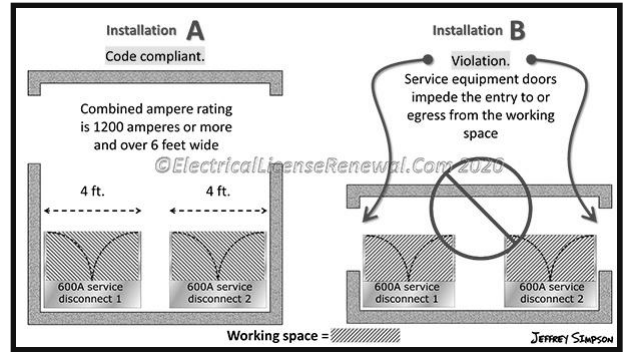 Installation A
Code compliant.
Combined ampere rating
is 1200 amperes or more
and over 6 feet wide
4 ft.
4 ft.
600A service
disconnect 1
600A service
disconnect 2
Installation B
Violation.
Service equipment doors
impede the entry to or
egress from the working
space
600A service
disconnect 1
600A service
disconnect 2
©ElectricalLicenseRenewal.Com 2020
Working space =
JEFFREY SIMPSON